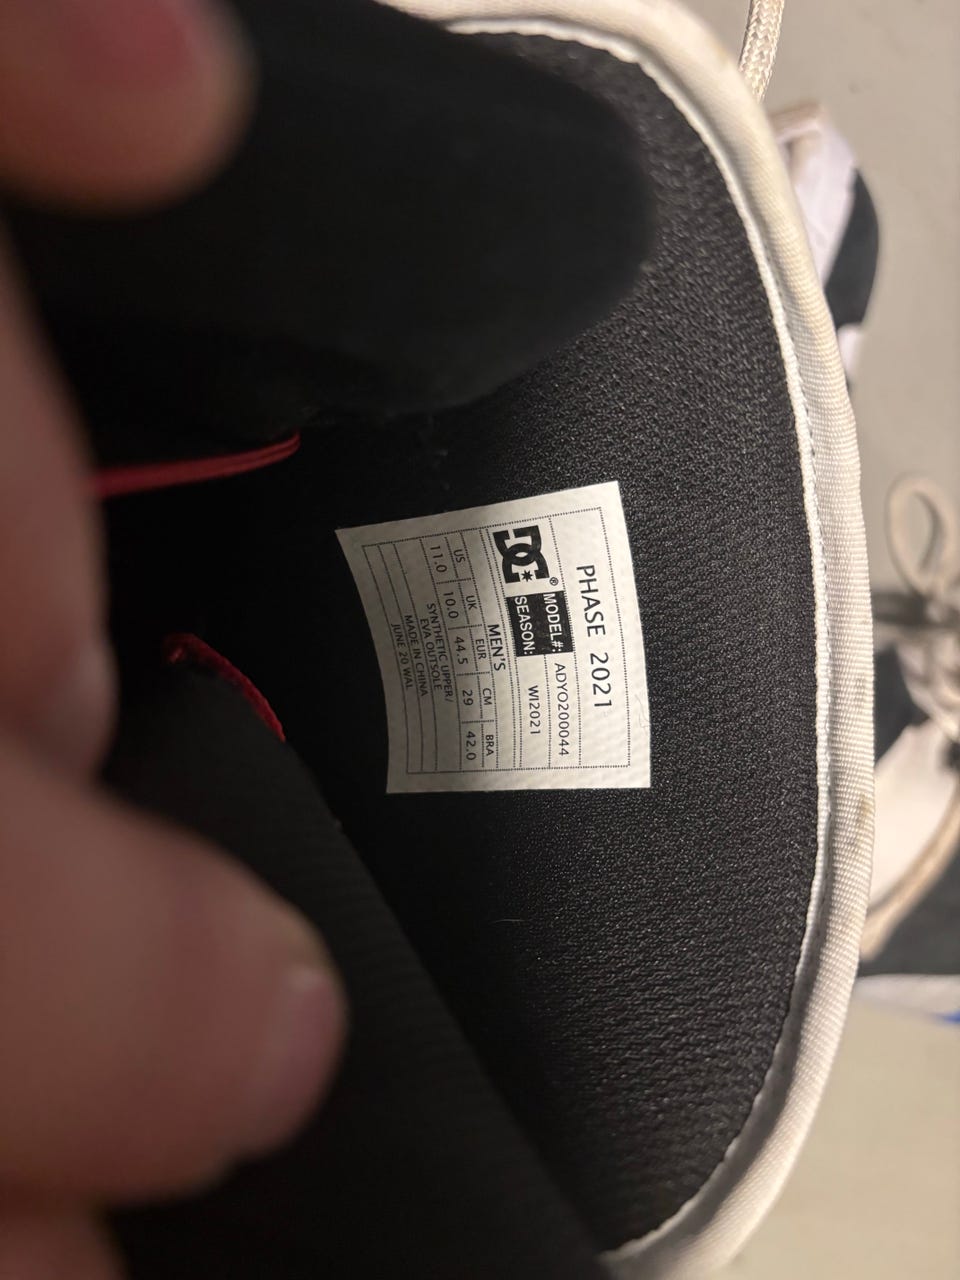 PHASE 2021
DC®
MODEL#: ADYO200044
SEASON: WI2021
MEN'S
US UK EUR CM BRA
11.0 10.0 44.5 29 42.0
SYNTHETIC UPPER/
EVA OUTSOLE
MADE IN CHINA
JUNE 20 WAL